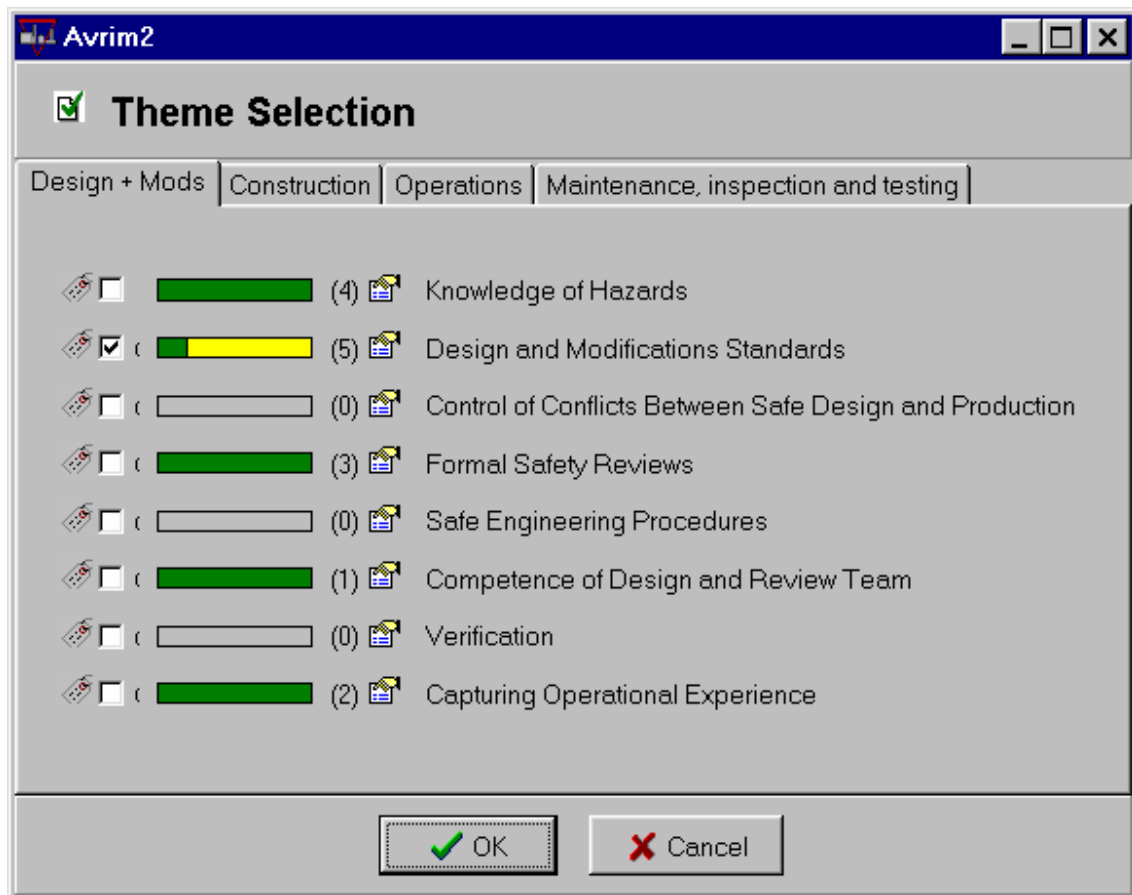 Avrim2
Theme Selection
Design + Mods Construction Operations Maintenance, inspection and testing
(4) Knowledge of Hazards
(5) Design and Modifications Standards
(0) Control of Conflicts Between Safe Design and Production
(3) Formal Safety Reviews
(0) Safe Engineering Procedures
(1) Competence of Design and Review Team
(0) Verification
(2) Capturing Operational Experience
OK Cancel